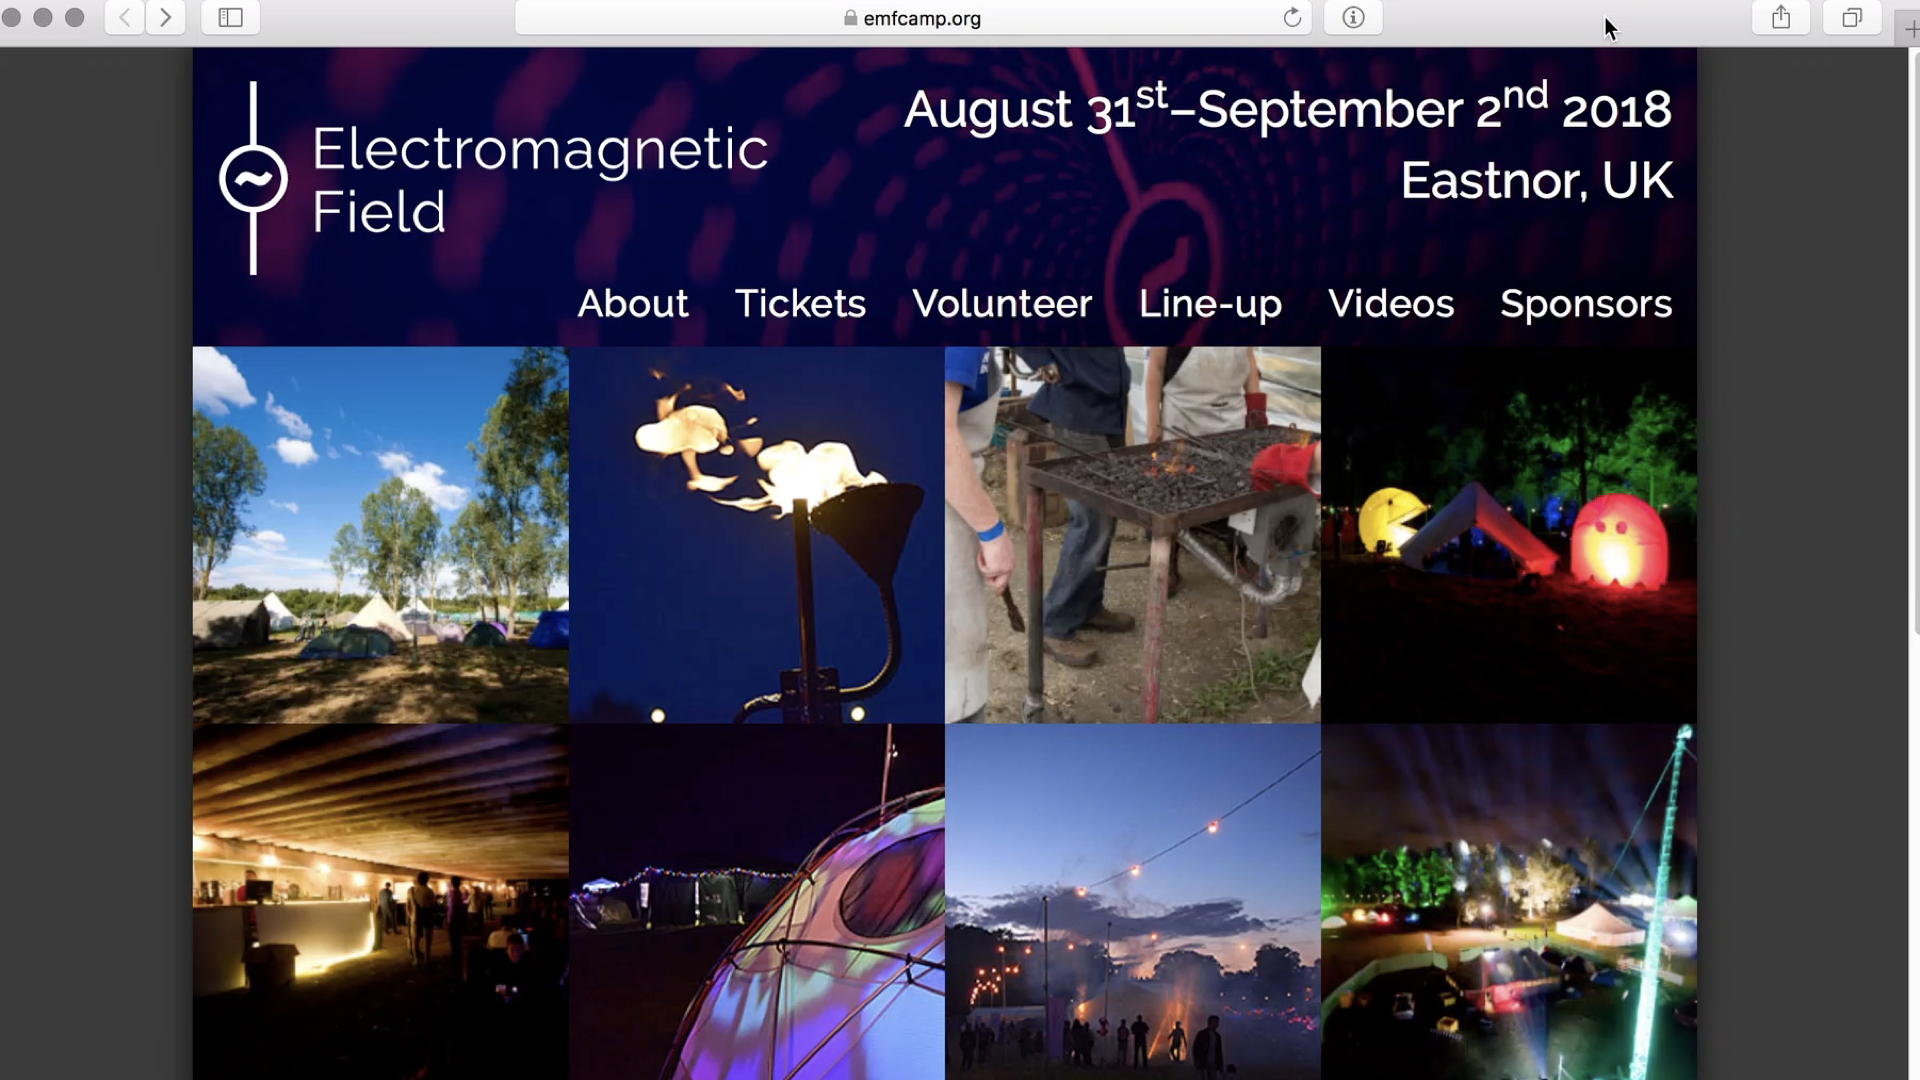 emfcamp.org
Electromagnetic
Field
August 31st–September 2nd 2018
Eastnor, UK
About Tickets Volunteer Line-up Videos Sponsors